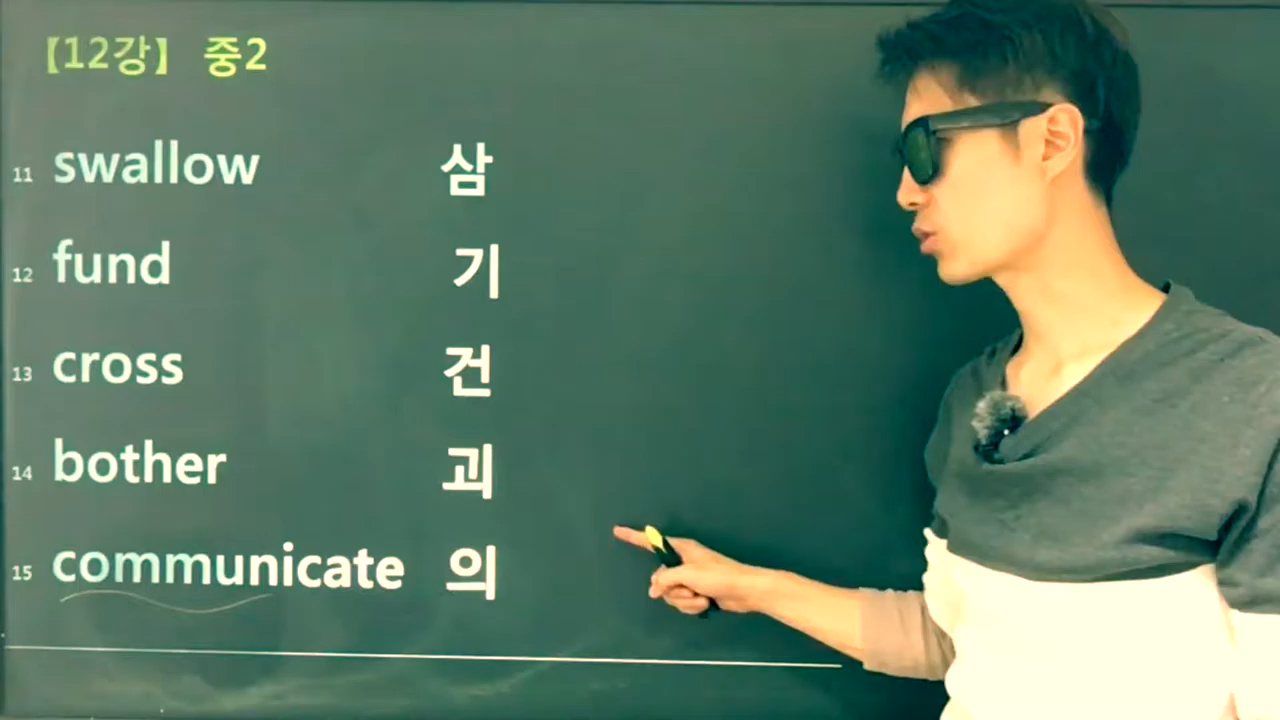 【12강】 중2
11 swallow 삼
12 fund 기
13 cross 건
14 bother 괴
15 communicate 의